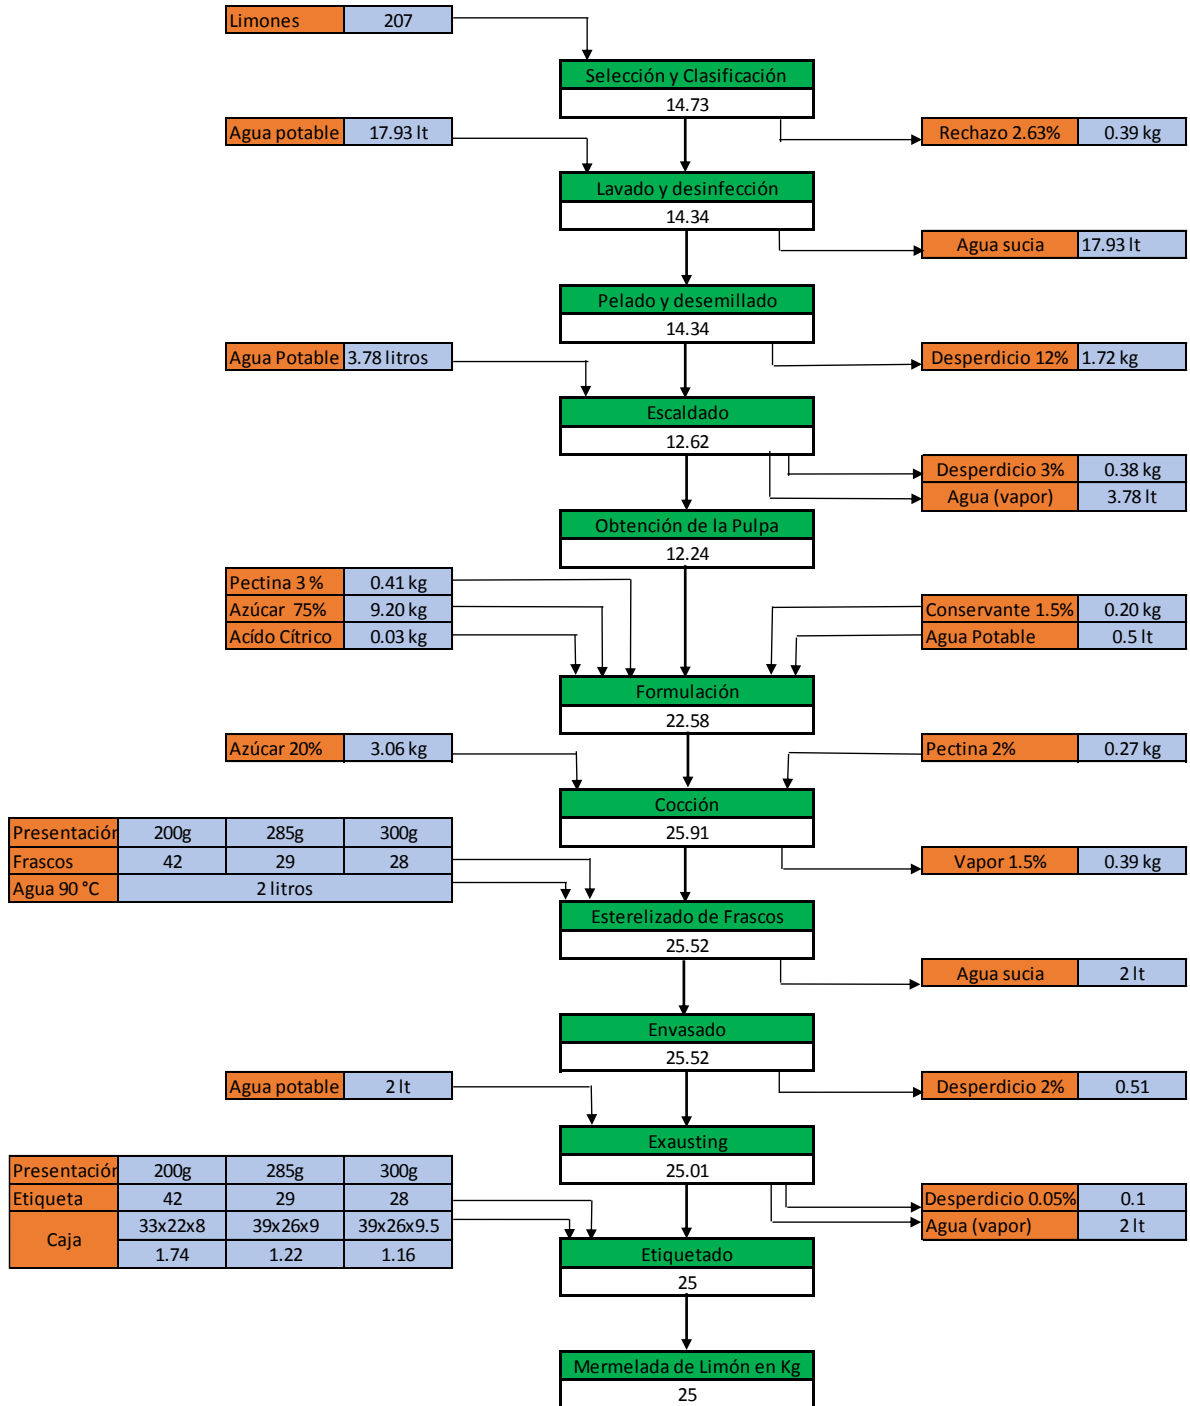 Limones 207
Selección y Clasificación
14.73
Agua potable 17.93 lt
Rechazo 2.63% 0.39 kg
Lavado y desinfección
14.34
Agua sucia 17.93 lt
Pelado y desemillado
14.34
Agua Potable 3.78 litros
Desperdicio 12% 1.72 kg
Escaldado
12.62
Desperdicio 3% 0.38 kg
Agua (vapor) 3.78 lt
Obtención de la Pulpa
12.24
Pectina 3 % 0.41 kg
Azúcar 75% 9.20 kg
Acído Cítrico 0.03 kg
Conservante 1.5% 0.20 kg
Agua Potable 0.5 lt
Formulación
22.58
Azúcar 20% 3.06 kg
Pectina 2% 0.27 kg
Cocción
25.91
Presentación 200g 285g 300g
Frascos 42 29 28
Agua 90 °C 2 litros
Vapor 1.5% 0.39 kg
Esterelizado de Frascos
25.52
Agua sucia 2 lt
Envasado
25.52
Agua potable 2 lt
Desperdicio 2% 0.51
Exausting
25.01
Presentación 200g 285g 300g
Etiqueta 42 29 28
Caja 33x22x8 39x26x9 39x26x9.5
1.74 1.22 1.16
Desperdicio 0.05% 0.1
Agua (vapor) 2 lt
Etiquetado
25
Mermelada de Limón en Kg
25